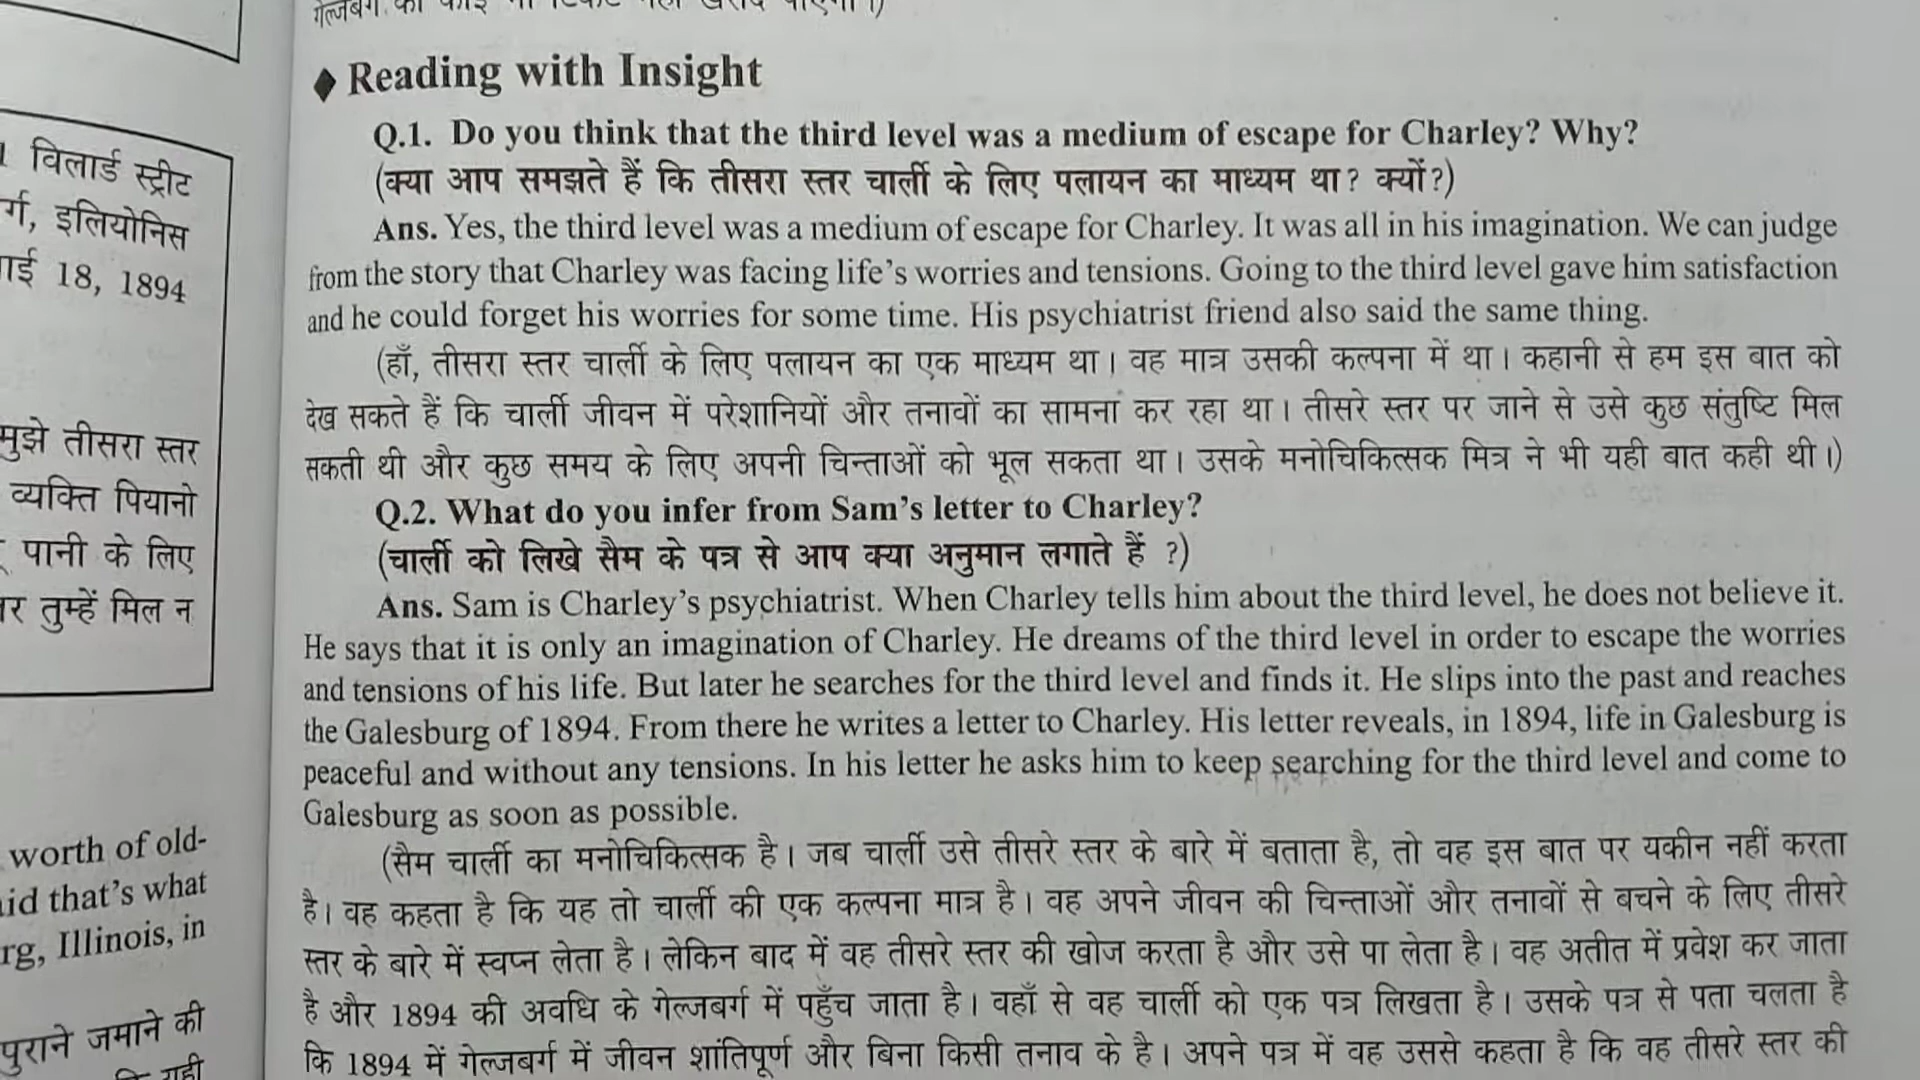 विलार्ड स्ट्रीट
र्ग, इलियोनिस
18, 1894
मुझे तीसरा स्तर
व्यक्ति पियानो
पानी के लिए
तुम्हें मिल न
worth of old-
that's what
rg, Illinois, in
पुराने जमाने की
◆ Reading with Insight
Q.1. Do you think that the third level was a medium of escape for Charley? Why?
(क्या आप समझते हैं कि तीसरा स्तर चार्ली के लिए पलायन का माध्यम था? क्यों?)
Ans. Yes, the third level was a medium of escape for Charley. It was all in his imagination. We can judge
from the story that Charley was facing life's worries and tensions. Going to the third level gave him satisfaction
and he could forget his worries for some time. His psychiatrist friend also said the same thing.
(हाँ, तीसरा स्तर चार्ली के लिए पलायन का एक माध्यम था। वह मात्र उसकी कल्पना में था। कहानी से हम इस बात को
देख सकते हैं कि चार्ली जीवन में परेशानियों और तनावों का सामना कर रहा था। तीसरे स्तर पर जाने से उसे कुछ संतुष्टि मिल
सकती थी और कुछ समय के लिए अपनी चिन्ताओं को भूल सकता था। उसके मनोचिकित्सक मित्र ने भी यही बात कही थी।)
Q.2. What do you infer from Sam's letter to Charley?
(चार्ली को लिखे सैम के पत्र से आप क्या अनुमान लगाते हैं ?)
Ans. Sam is Charley's psychiatrist. When Charley tells him about the third level, he does not believe it.
He says that it is only an imagination of Charley. He dreams of the third level in order to escape the worries
and tensions of his life. But later he searches for the third level and finds it. He slips into the past and reaches
the Galesburg of 1894. From there he writes a letter to Charley. His letter reveals, in 1894, life in Galesburg is
peaceful and without any tensions. In his letter he asks him to keep searching for the third level and come to
Galesburg as soon as possible.
(सैम चार्ली का मनोचिकित्सक है। जब चार्ली उसे तीसरे स्तर के बारे में बताता है, तो वह इस बात पर यकीन नहीं करता
है। वह कहता है कि यह तो चार्ली की एक कल्पना मात्र है। वह अपने जीवन की चिन्ताओं और तनावों से बचने के लिए तीसरे
स्तर के बारे में स्वप्न लेता है। लेकिन बाद में वह तीसरे स्तर की खोज करता है और उसे पा लेता है। वह अतीत में प्रवेश कर जाता
है और 1894 की अवधि के गेल्जबर्ग में पहुँच जाता है। वहाँ से वह चार्ली को एक पत्र लिखता है। उसके पत्र से पता चलता है
कि 1894 में गेल्जबर्ग में जीवन शांतिपूर्ण और बिना किसी तनाव के है। अपने पत्र में वह उससे कहता है कि वह तीसरे स्तर की